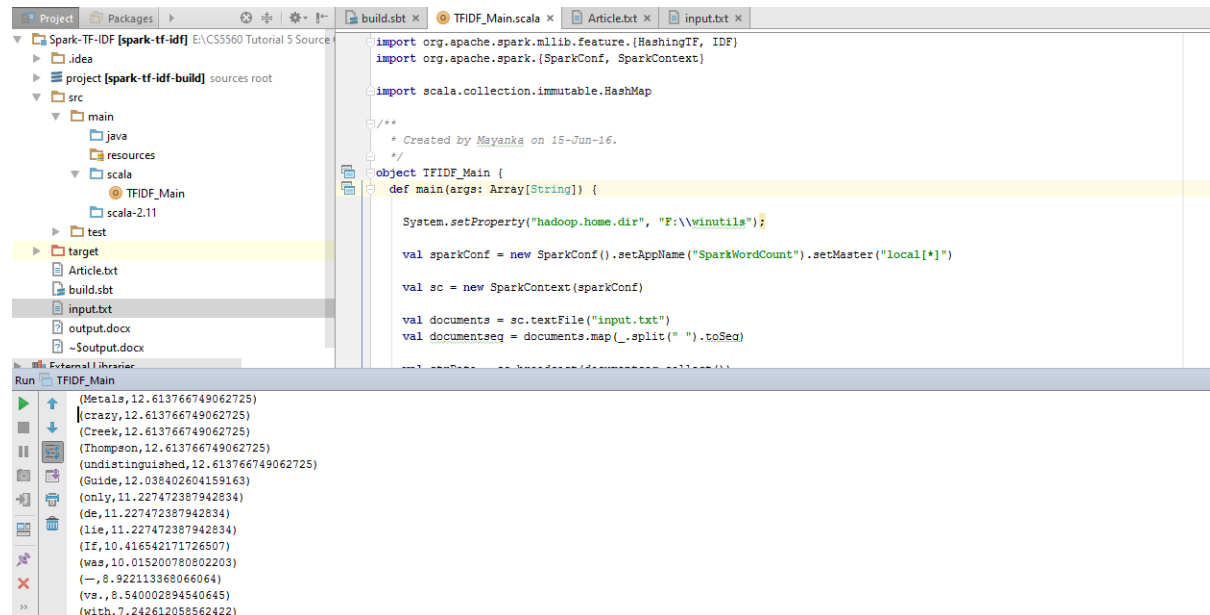 Project Packages
build.sbt × TFIDF_Main.scala × Article.txt × input.txt ×
Spark-TF-IDF [spark-tf-idf] E:\CS5560 Tutorial 5 Source
.idea
project [spark-tf-idf-build] sources root
src
main
java
resources
scala
TFIDF_Main
scala-2.11
test
target
Article.txt
build.sbt
input.txt
output.docx
~$output.docx
External Libraries
import org.apache.spark.mllib.feature.{HashingTF, IDF}
import org.apache.spark.{SparkConf, SparkContext}
import scala.collection.immutable.HashMap
/**
* Created by Mayanka on 15-Jun-16.
*/
object TFIDF_Main {
def main(args: Array[String]) {
System.setProperty("hadoop.home.dir", "F:\\winutils");
val sparkConf = new SparkConf().setAppName("SparkWordCount").setMaster("local[*]")
val sc = new SparkContext(sparkConf)
val documents = sc.textFile("input.txt")
val documentseq = documents.map(_.split(" ").toSeq)
Run TFIDF_Main
(Metals,12.613766749062725)
(crazy,12.613766749062725)
(Creek,12.613766749062725)
(Thompson,12.613766749062725)
(undistinguished,12.613766749062725)
(Guide,12.038402604159163)
(only,11.227472387942834)
(de,11.227472387942834)
(lie,11.227472387942834)
(If,10.416542171726507)
(was,10.015200780802203)
(—,8.922113368066064)
(vs.,8.540002894540645)
(with,7.242612058562422)